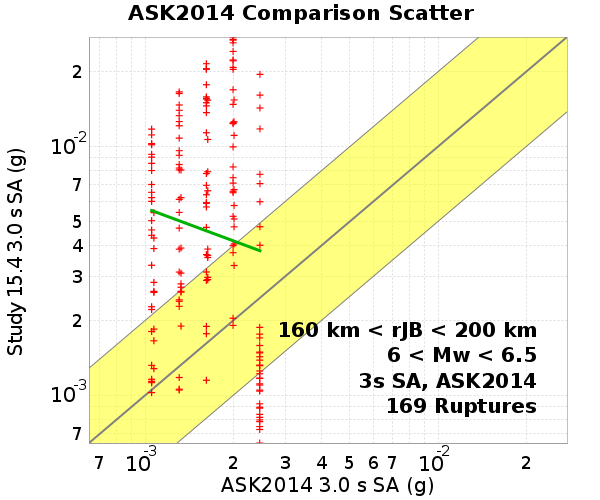 ASK2014 Comparison Scatter
Study 15.4 3.0 s SA (g)
2
10-2
7
5
4
3
2
10-3
7
160 km < rJB < 200 km
6 < Mw < 6.5
3s SA, ASK2014
169 Ruptures
7 10-3 2 3 4 5 6 7 10-2 2
ASK2014 3.0 s SA (g)